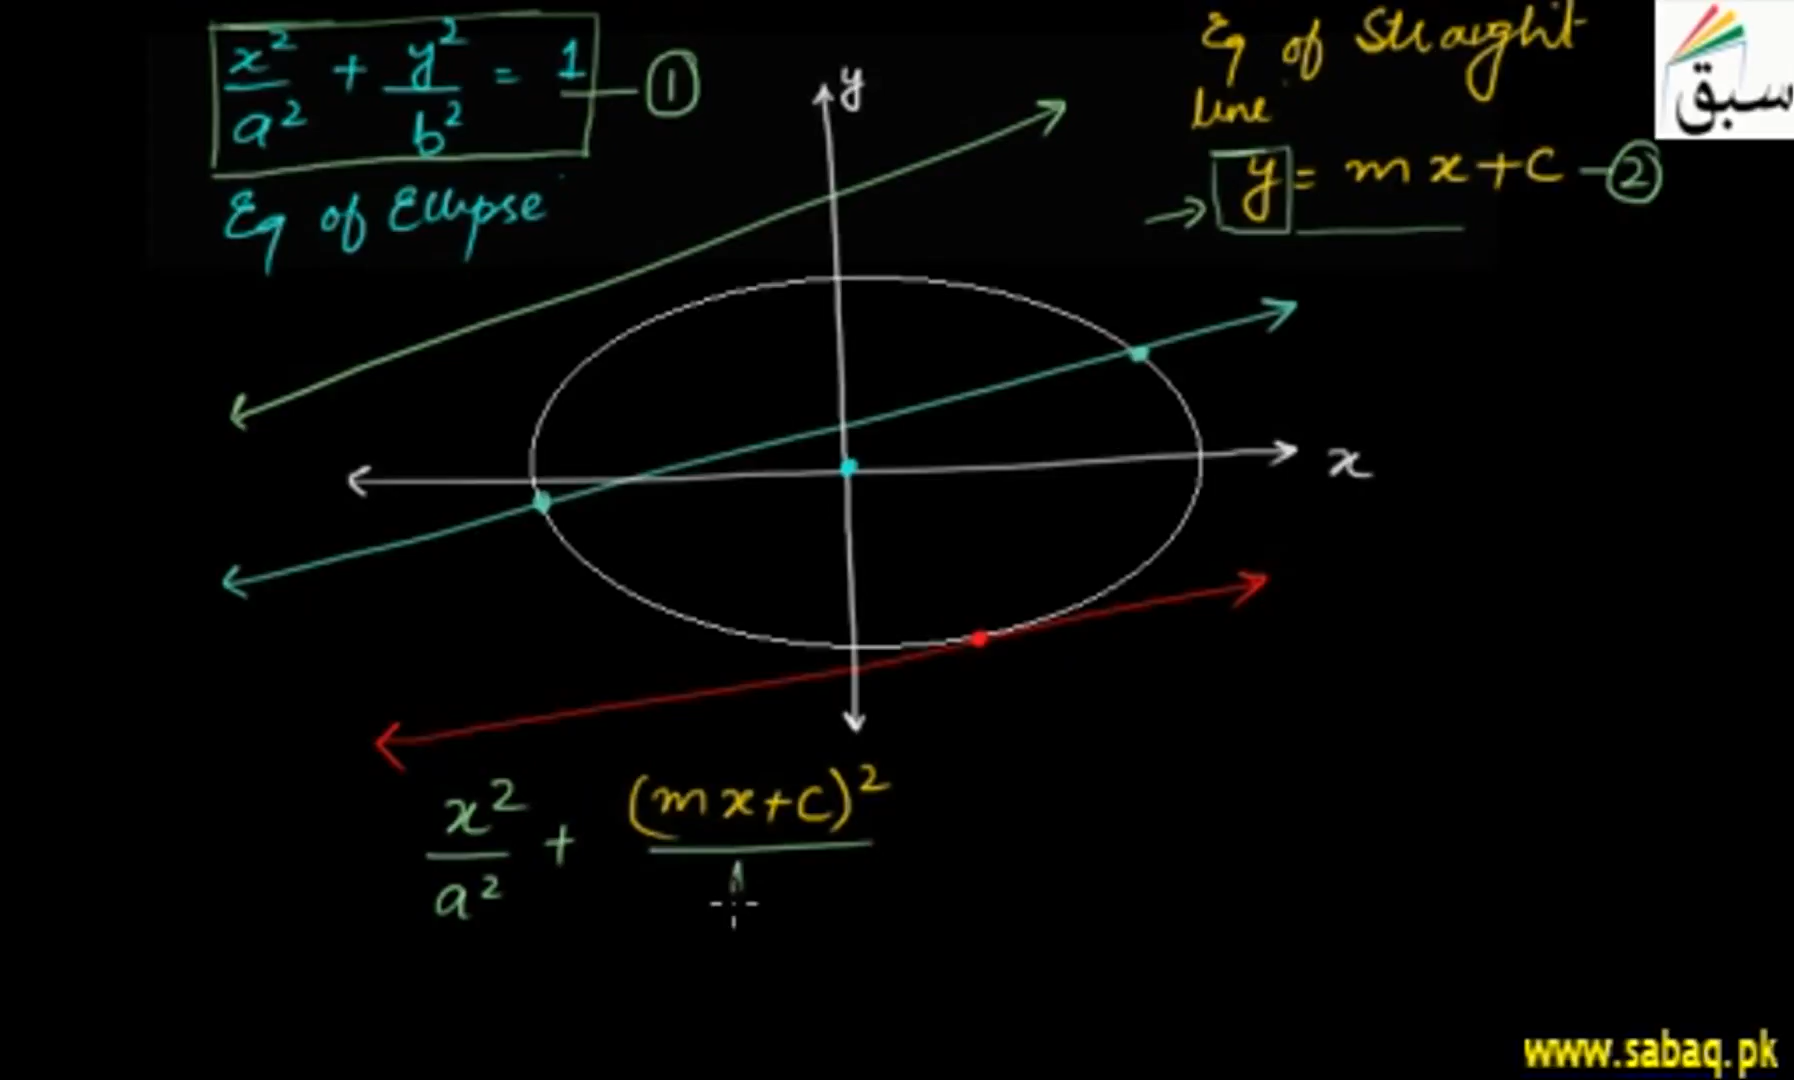 x²/a² + y²/b² = 1 — ①
Eq of Ellipse
Eq of Straight
line
y = mx + c — ②
سبق
y
x
x²/a² + (mx+c)²/
www.sabaq.pk